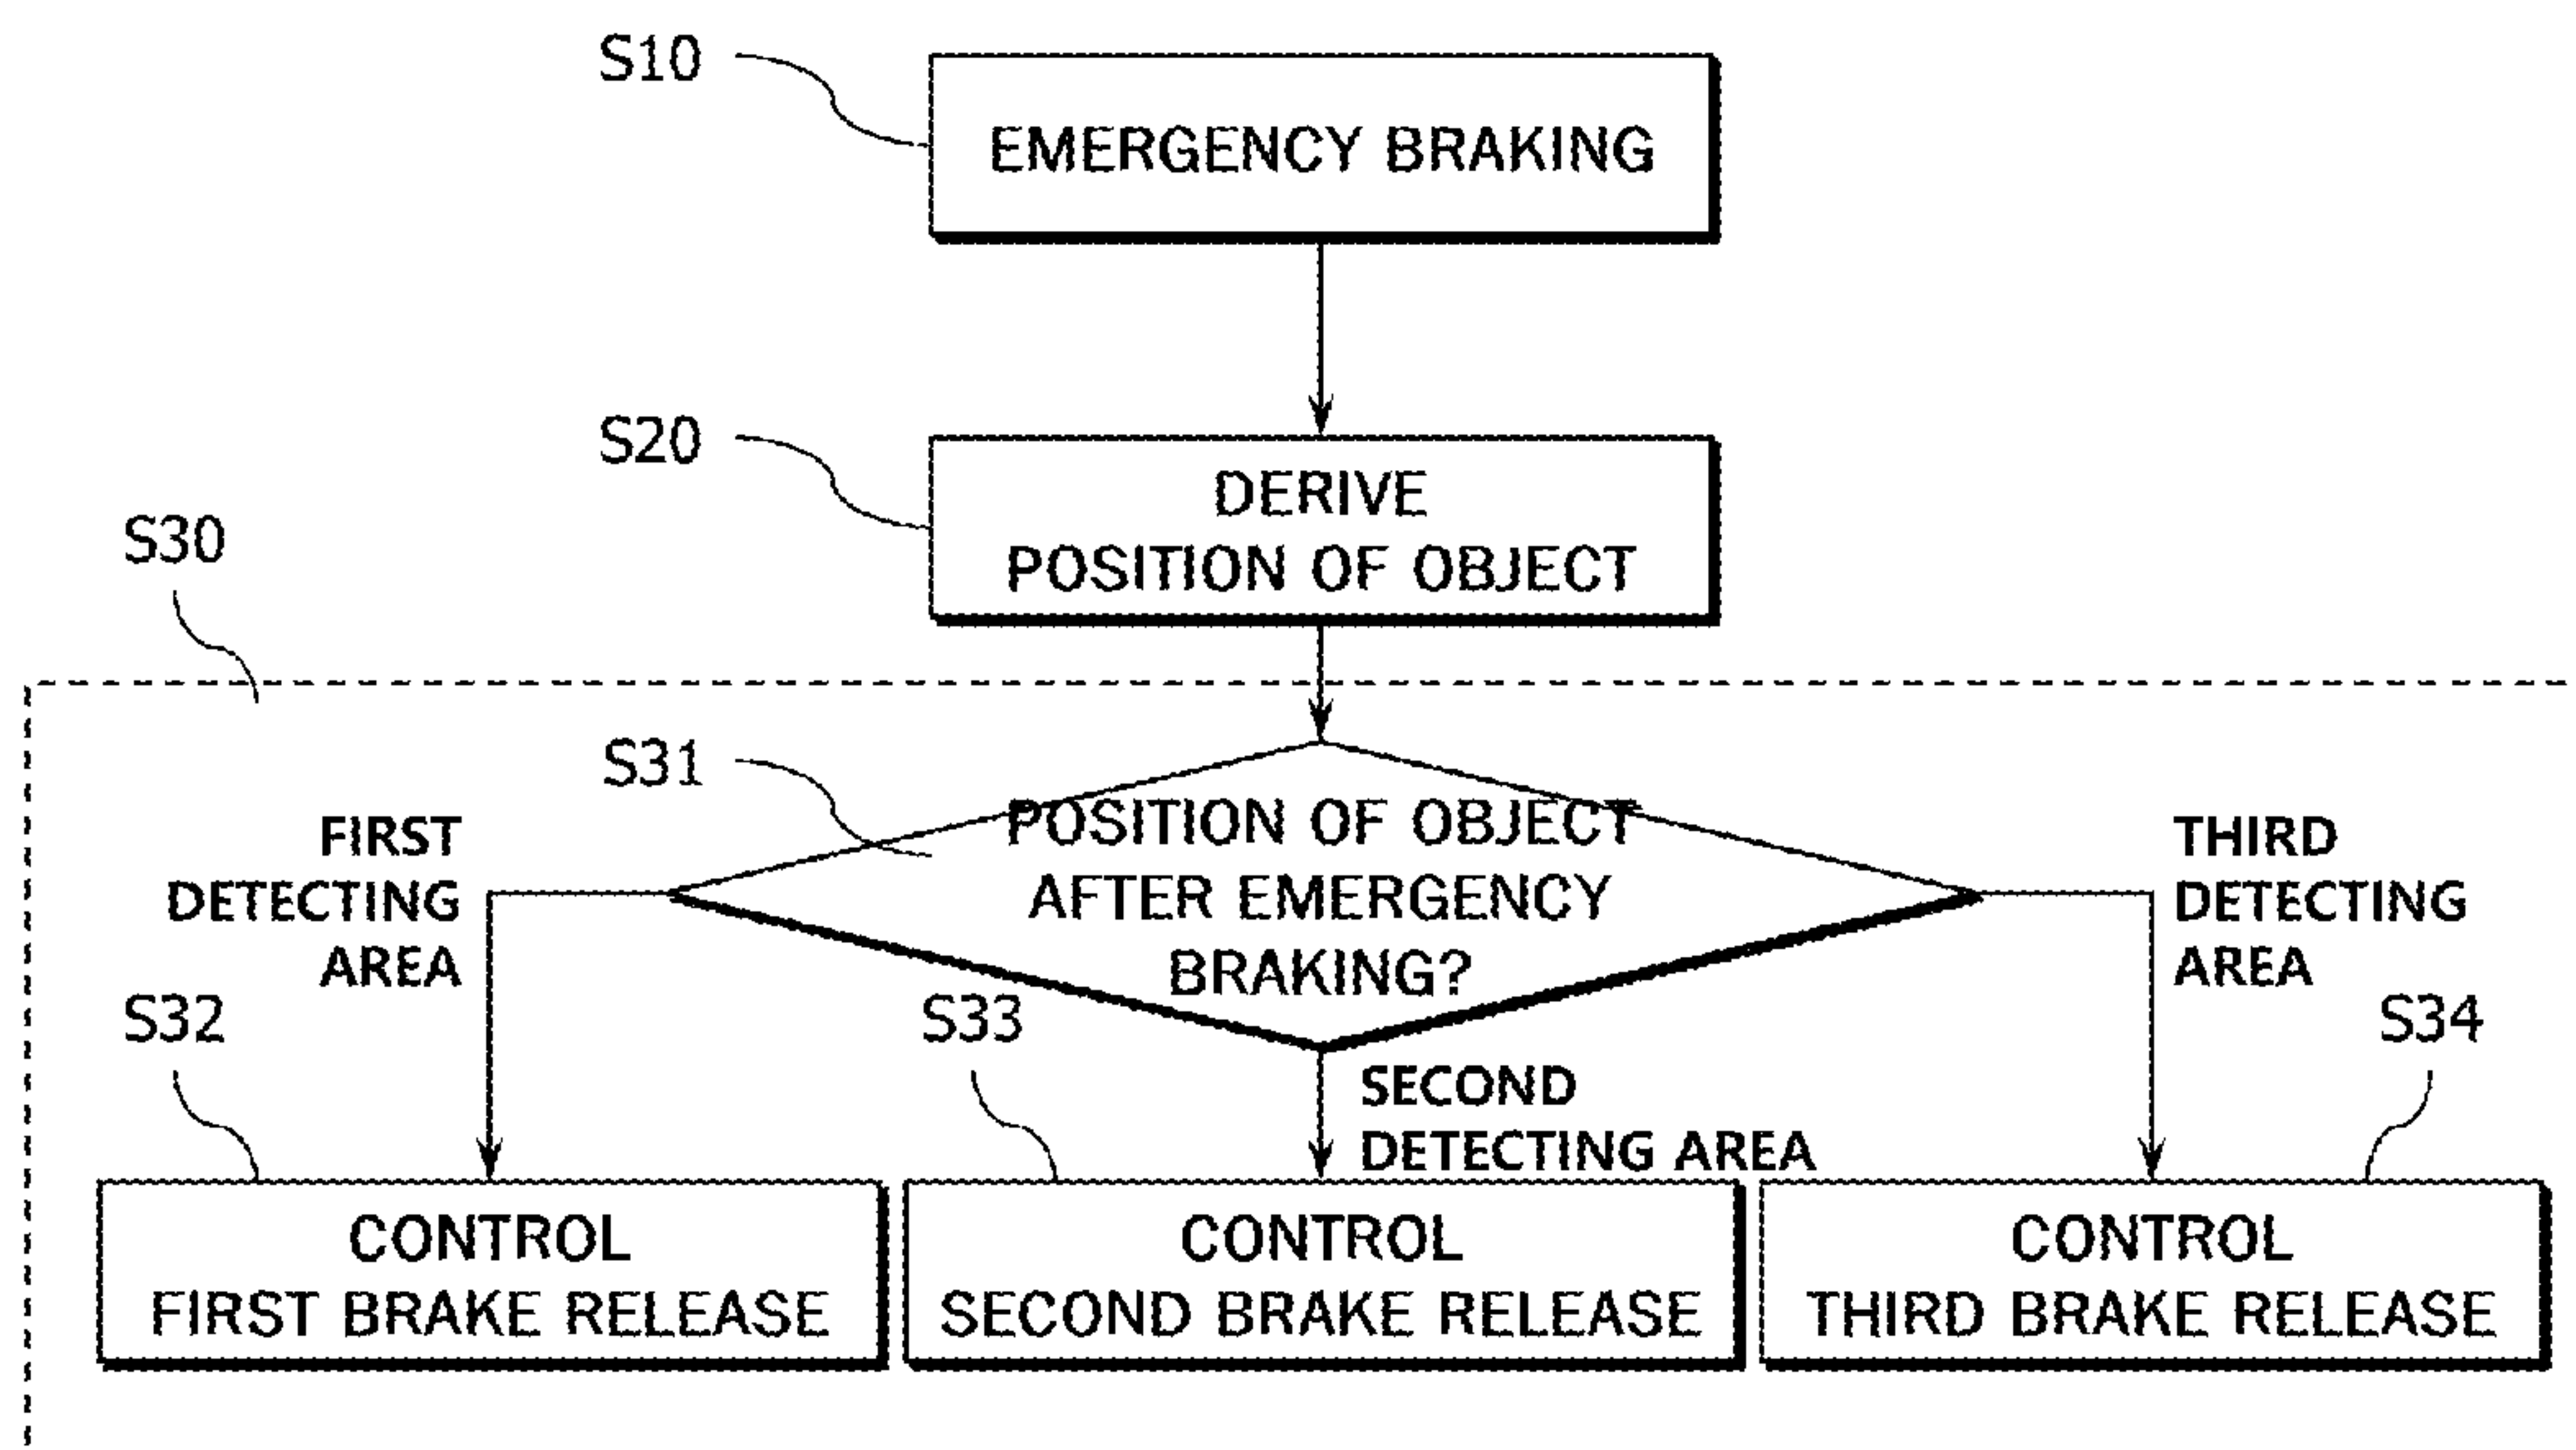 S10
EMERGENCY BRAKING
S20
DERIVE
POSITION OF OBJECT
S30
S31
POSITION OF OBJECT
AFTER EMERGENCY
BRAKING?
FIRST
DETECTING
AREA
THIRD
DETECTING
AREA
S32
S33
S34
SECOND
DETECTING AREA
CONTROL
FIRST BRAKE RELEASE
CONTROL
SECOND BRAKE RELEASE
CONTROL
THIRD BRAKE RELEASE